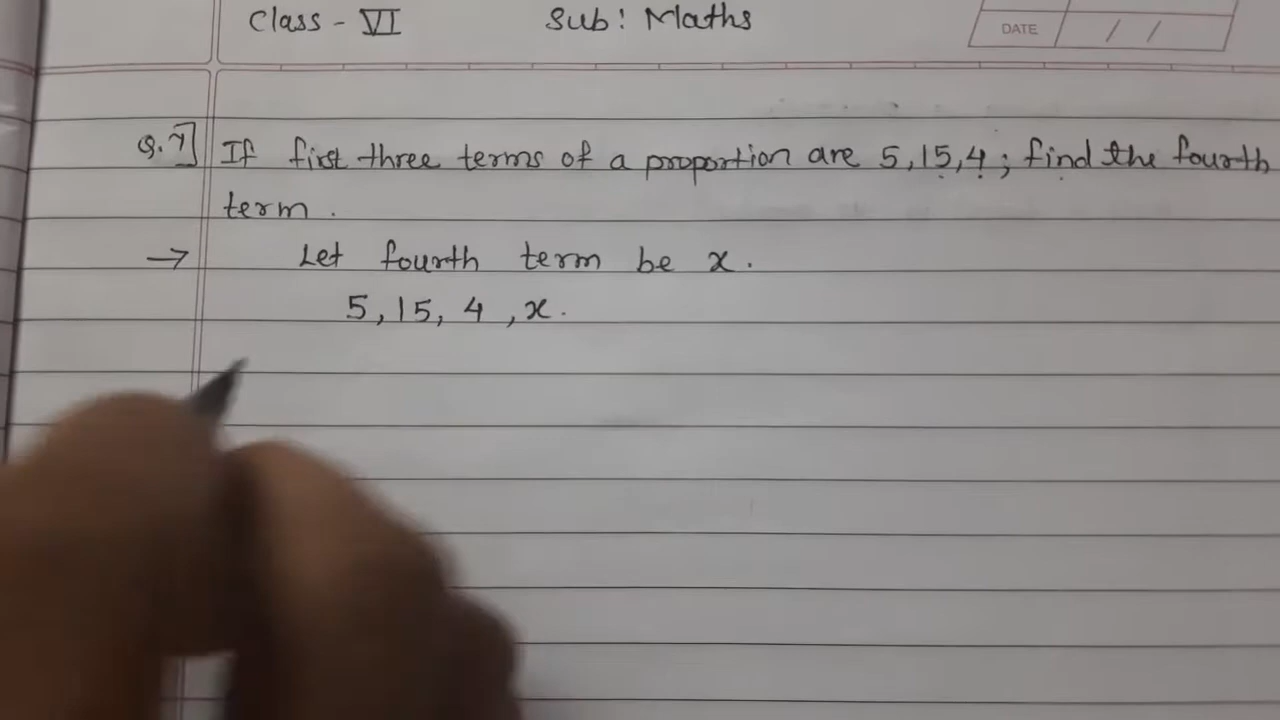 Class - VI Sub: Maths
DATE / /
Q.7] If first three terms of a proportion are 5,15,4; find the fourth
term.
→ Let fourth term be x.
5,15, 4 ,x.